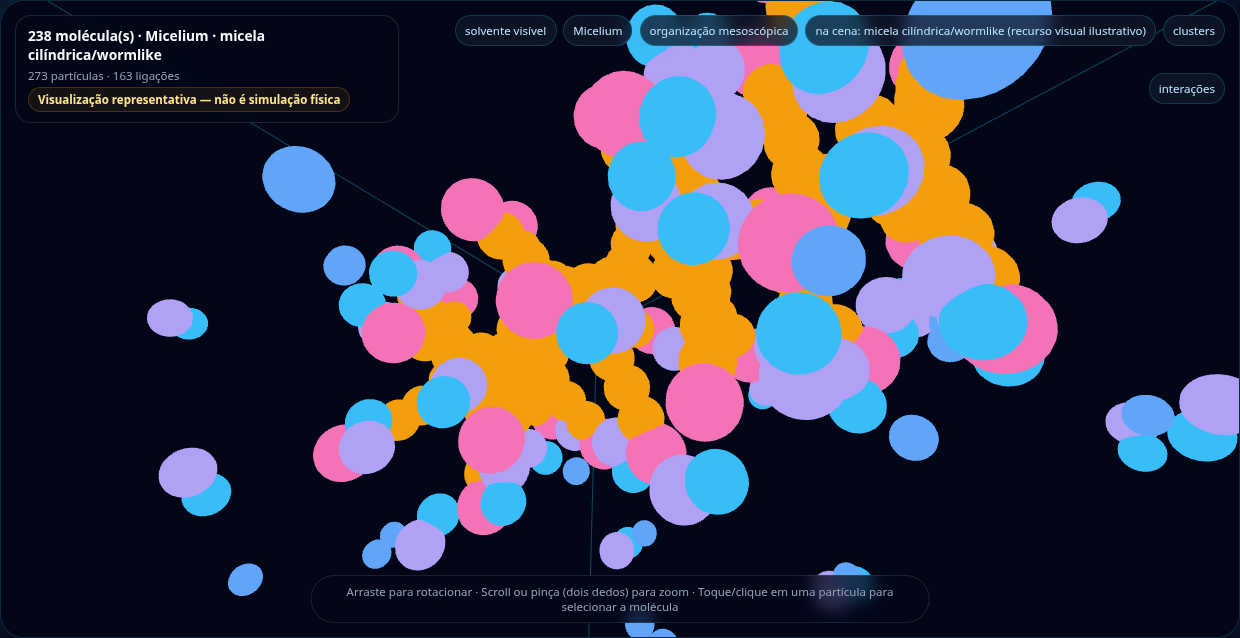 238 molécula(s) · Micelium · micela
cilíndrica/wormlike
273 partículas · 163 ligações
Visualização representativa — não é simulação física
solvente visível
Micelium
organização mesoscópica
na cena: micela cilíndrica/wormlike (recurso visual ilustrativo)
clusters
interações
Arraste para rotacionar · Scroll ou pinça (dois dedos) para zoom · Toque/clique em uma partícula para
selecionar a molécula